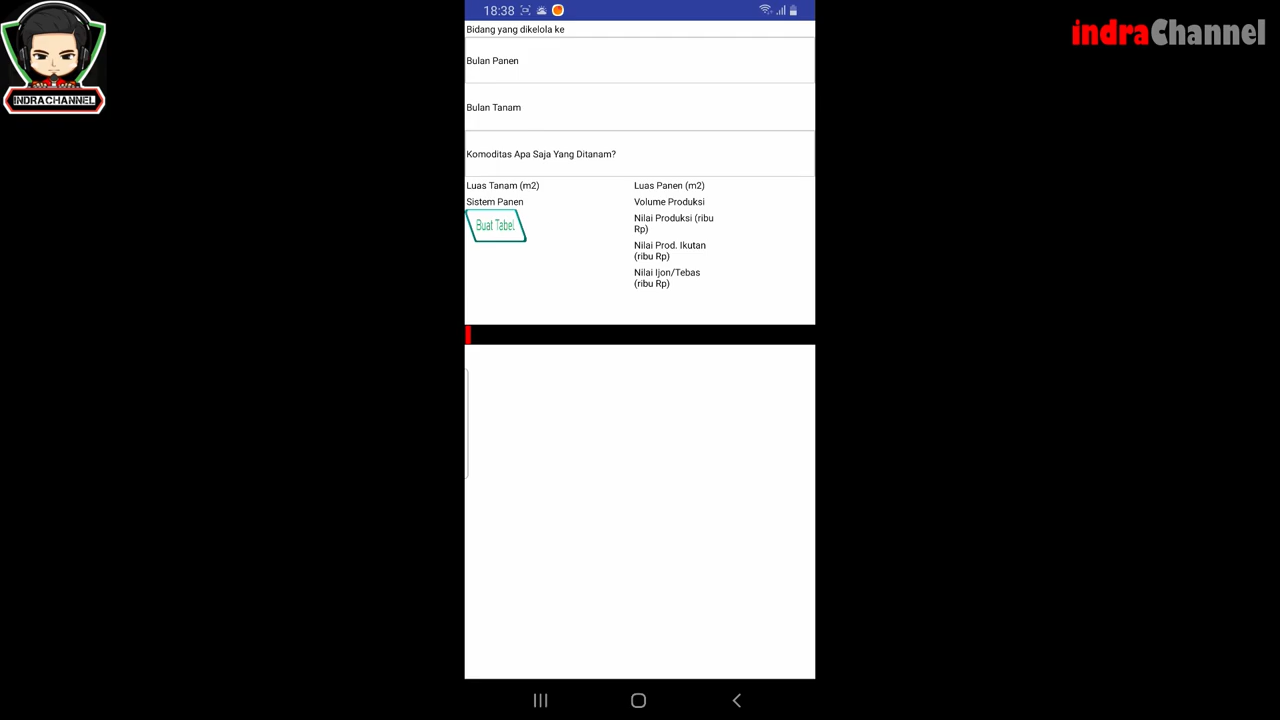 18:38
indraChannel
INDRACHANNEL
Bidang yang dikelola ke
Bulan Panen
Bulan Tanam
Komoditas Apa Saja Yang Ditanam?
Luas Tanam (m2)
Luas Panen (m2)
Sistem Panen
Volume Produksi
Buat Tabel
Nilai Produksi (ribu
Rp)
Nilai Prod. Ikutan
(ribu Rp)
Nilai Ijon/Tebas
(ribu Rp)